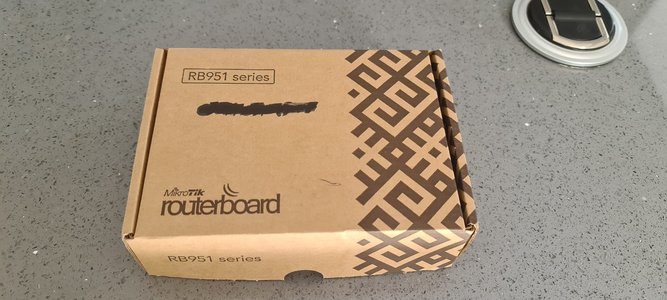 RB951 series
MikroTik
routerboard
RB951 series